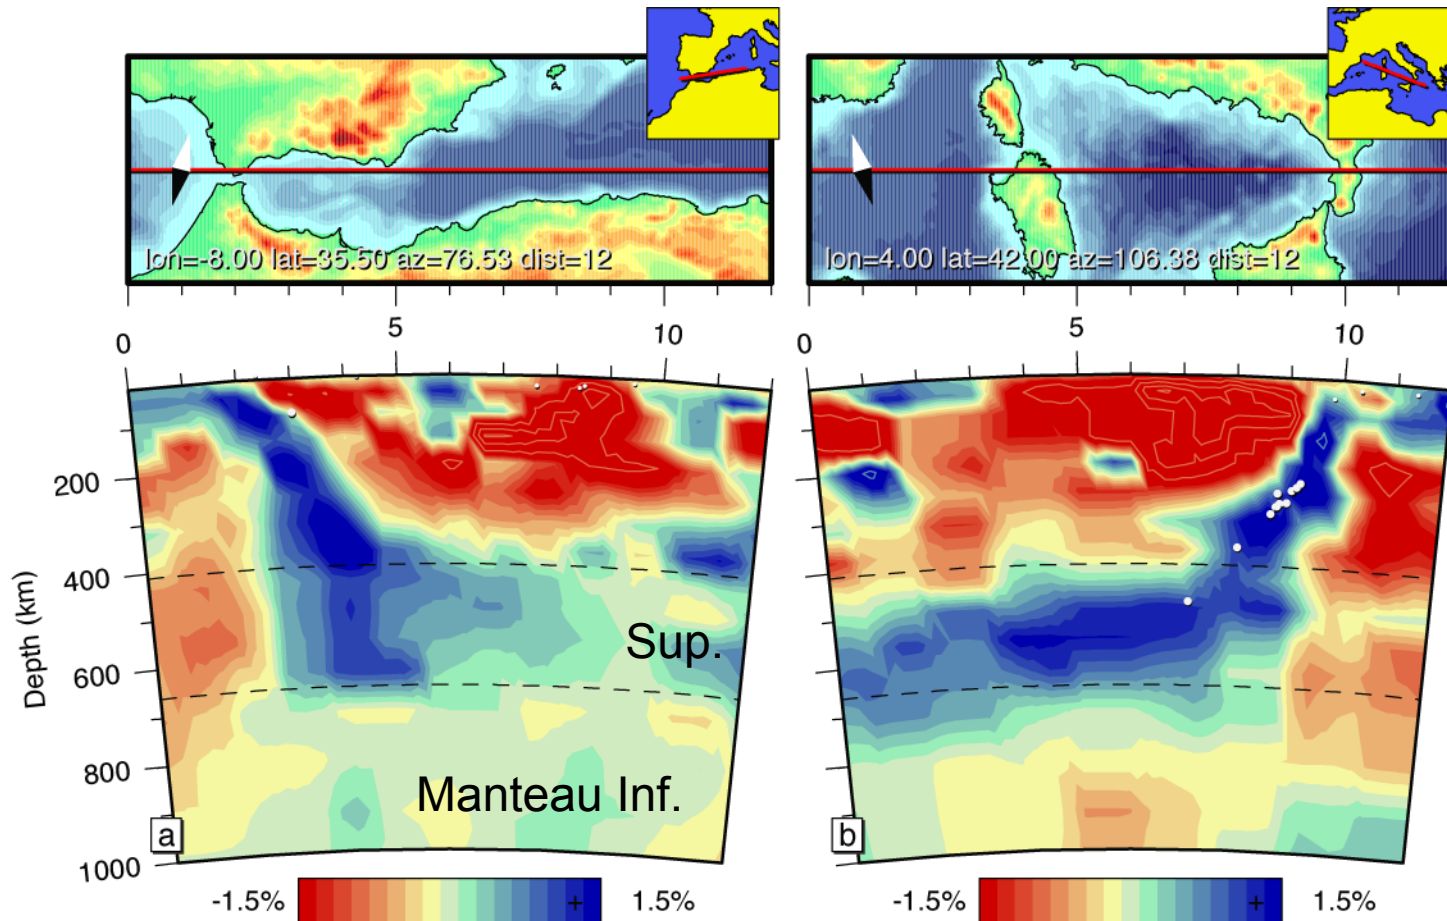 lon=-8.00 lat=35.50 az=76.53 dist=12
lon=4.00 lat=42.00 az=106.38 dist=12
0 5 10
0 5 10
Depth (km)
200
400
600
800
1000
Sup.
Manteau Inf.
a
b
-1.5% + 1.5%
-1.5% + 1.5%